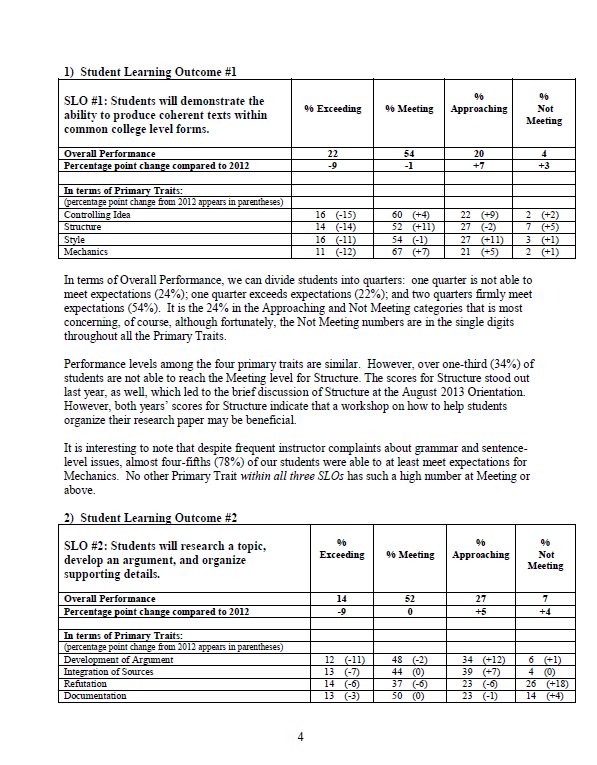 1) Student Learning Outcome #1
SLO #1: Students will demonstrate the ability to produce coherent texts within common college level forms. % Exceeding % Meeting % Approaching % Not Meeting
Overall Performance 22 54 20 4
Percentage point change compared to 2012 -9 -1 +7 +3
In terms of Primary Traits:
(percentage point change from 2012 appears in parentheses)
Controlling Idea 16 (-15) 60 (+4) 22 (+9) 2 (+2)
Structure 14 (-14) 52 (+11) 27 (-2) 7 (+5)
Style 16 (-11) 54 (-1) 27 (+11) 3 (+1)
Mechanics 11 (-12) 67 (+7) 21 (+5) 2 (+1)
In terms of Overall Performance, we can divide students into quarters: one quarter is not able to
meet expectations (24%); one quarter exceeds expectations (22%); and two quarters firmly meet
expectations (54%). It is the 24% in the Approaching and Not Meeting categories that is most
concerning, of course, although fortunately, the Not Meeting numbers are in the single digits
throughout all the Primary Traits.
Performance levels among the four primary traits are similar. However, over one-third (34%) of
students are not able to reach the Meeting level for Structure. The scores for Structure stood out
last year, as well, which led to the brief discussion of Structure at the August 2013 Orientation.
However, both years' scores for Structure indicate that a workshop on how to help students
organize their research paper may be beneficial.
It is interesting to note that despite frequent instructor complaints about grammar and sentence-
level issues, almost four-fifths (78%) of our students were able to at least meet expectations for
Mechanics. No other Primary Trait within all three SLOs has such a high number at Meeting or
above.
2) Student Learning Outcome #2
SLO #2: Students will research a topic, develop an argument, and organize supporting details. % Exceeding % Meeting % Approaching % Not Meeting
Overall Performance 14 52 27 7
Percentage point change compared to 2012 -9 0 +5 +4
In terms of Primary Traits:
(percentage point change from 2012 appears in parentheses)
Development of Argument 12 (-11) 48 (-2) 34 (+12) 6 (+1)
Integration of Sources 13 (-7) 44 (0) 39 (+7) 4 (0)
Refutation 14 (-6) 37 (-6) 23 (-6) 26 (+18)
Documentation 13 (-3) 50 (0) 23 (-1) 14 (+4)
4